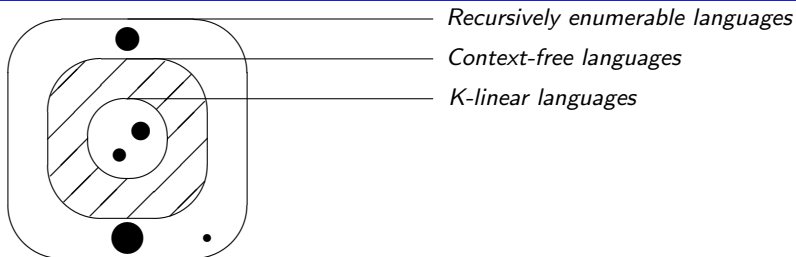 Recursively enumerable languages
Context-free languages
K-linear languages